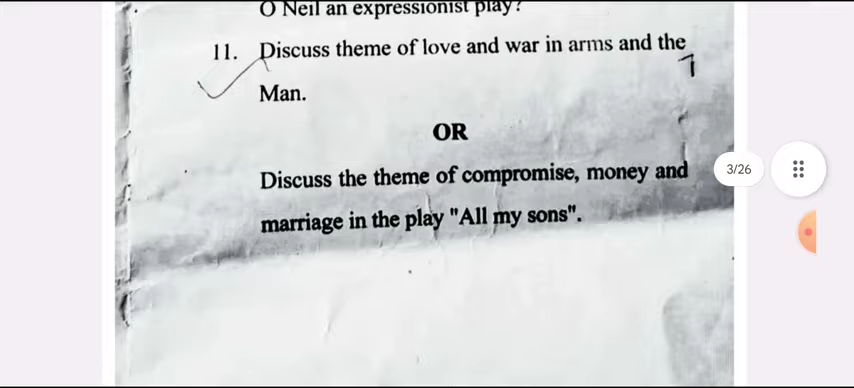 O Neil an expressionist play?
11. Discuss theme of love and war in arms and the
7
Man.
OR
Discuss the theme of compromise, money and
3/26
marriage in the play "All my sons".